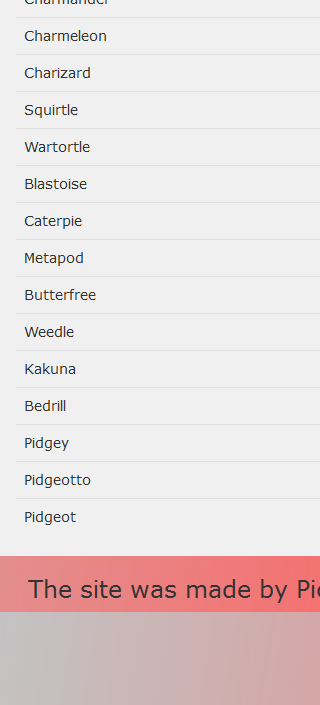 Charmander
Charmeleon
Charizard
Squirtle
Wartortle
Blastoise
Caterpie
Metapod
Butterfree
Weedle
Kakuna
Bedrill
Pidgey
Pidgeotto
Pidgeot
The site was made by